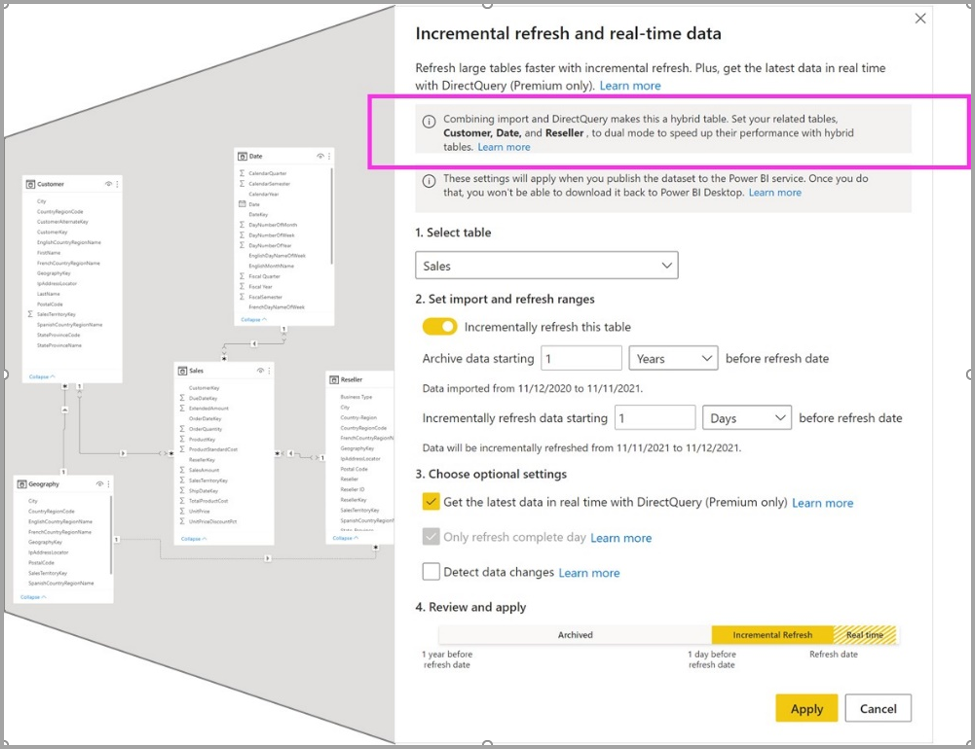 Incremental refresh and real-time data
Refresh large tables faster with incremental refresh. Plus, get the latest data in real time
with DirectQuery (Premium only). Learn more
Combining import and DirectQuery makes this a hybrid table. Set your related tables,
Customer, Date, and Reseller , to dual mode to speed up their performance with hybrid
tables. Learn more
These settings will apply when you publish the dataset to the Power BI service. Once you do
that, you won't be able to download it back to Power BI Desktop. Learn more
1. Select table
Sales
2. Set import and refresh ranges
Incrementally refresh this table
Archive data starting 1 Years before refresh date
Data imported from 11/12/2020 to 11/11/2021.
Incrementally refresh data starting 1 Days before refresh date
Data will be incrementally refreshed from 11/11/2021 to 11/12/2021.
3. Choose optional settings
Get the latest data in real time with DirectQuery (Premium only) Learn more
Only refresh complete day Learn more
Detect data changes Learn more
4. Review and apply
Archived Incremental Refresh Real time
1 year before
refresh date
1 day before
refresh date
Refresh date
Apply Cancel
Customer
City
CountryRegionCode
CustomerAlternateKey
CustomerKey
EnglishCountryRegionName
FirstName
FrenchCountryRegionName
GeographyKey
IpAddressLocator
LastName
PostalCode
SalesTerritoryKey
SpanishCountryRegionName
StateProvinceCode
StateProvinceName
Collapse
Date
CalendarQuarter
CalendarSemester
CalendarYear
Date
DateKey
DayNumberOfMonth
DayNumberOfWeek
DayNumberOfYear
EnglishDayNameOfWeek
EnglishMonthName
Fiscal Quarter
Fiscal Year
FiscalSemester
FrenchDayNameOfWeek
Collapse
1
Sales
CustomerKey
DueDateKey
ExtendedAmount
OrderDateKey
OrderQuantity
ProductKey
ProductStandardCost
ResellerKey
SalesAmount
SalesTerritoryKey
ShipDateKey
TotalProductCost
UnitPrice
UnitPriceDiscountPct
Collapse
Reseller
Business Type
City
Country-Region
CountryRegionCode
FrenchCountryRegionN
GeographyKey
IpAddressLocator
Postal Code
Reseller
Reseller ID
ResellerKey
SalesTerritoryKey
SpanishCountryRegion
Collapse
1
1
1
Geography
City
CountryRegionCode
EnglishCountryRegionName
FrenchCountryRegionName
GeographyKey
IpAddressLocator
PostalCode
SalesTerritoryKey
SpanishCountryRegionName
Collapse
1